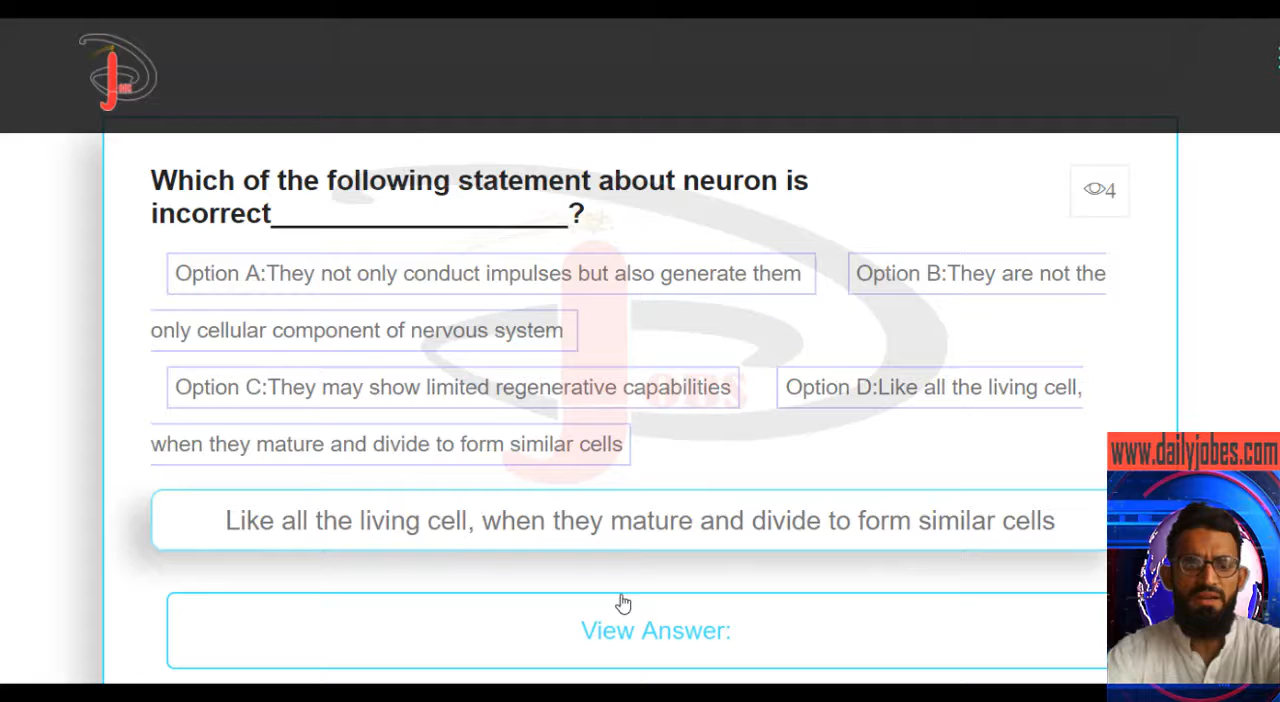 Which of the following statement about neuron is
incorrect___________________?
4
Option A:They not only conduct impulses but also generate them
Option B:They are not the
only cellular component of nervous system
Option C:They may show limited regenerative capabilities
Option D:Like all the living cell,
when they mature and divide to form similar cells
Like all the living cell, when they mature and divide to form similar cells
View Answer:
www.dailyjobes.com